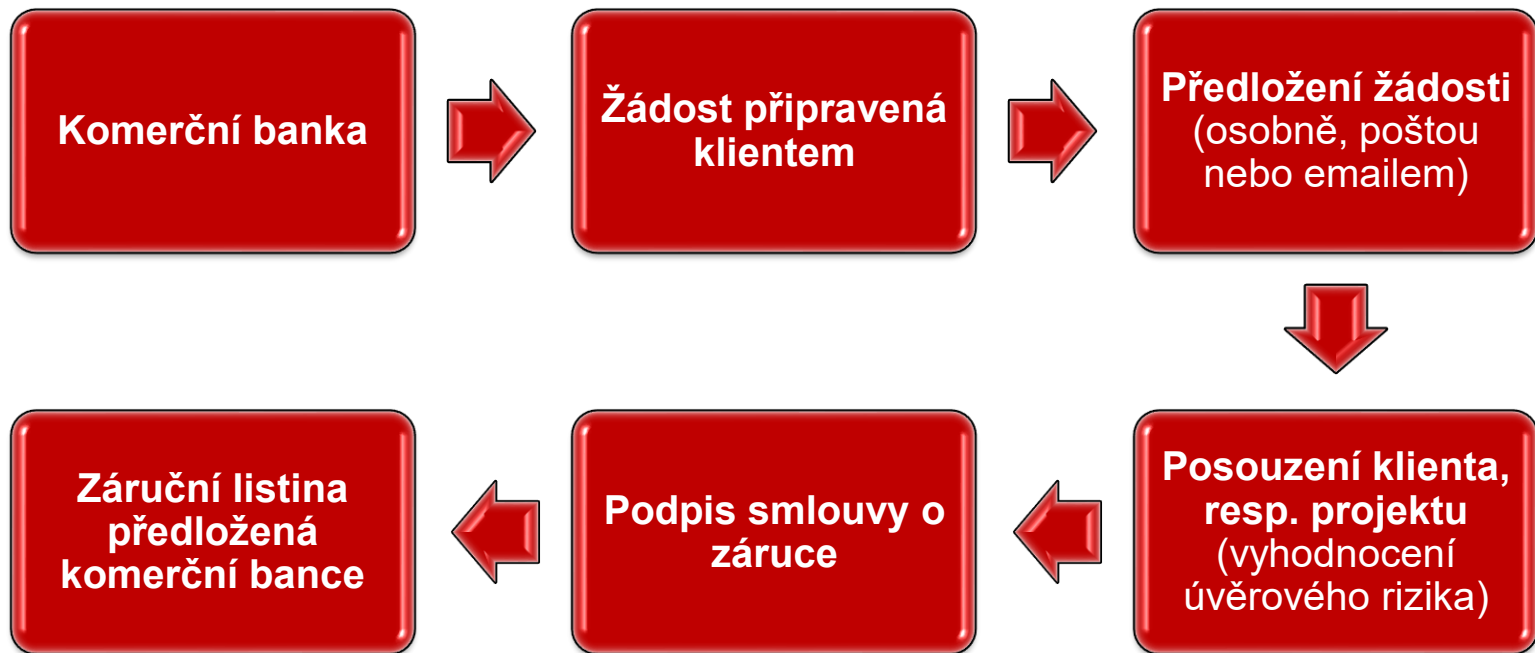 Komerční banka
Žádost připravená
klientem
Předložení žádosti
(osobně, poštou
nebo emailem)
Posouzení klienta,
resp. projektu
(vyhodnocení
úvěrového rizika)
Podpis smlouvy o
záruce
Záruční listina
předložená
komerční bance